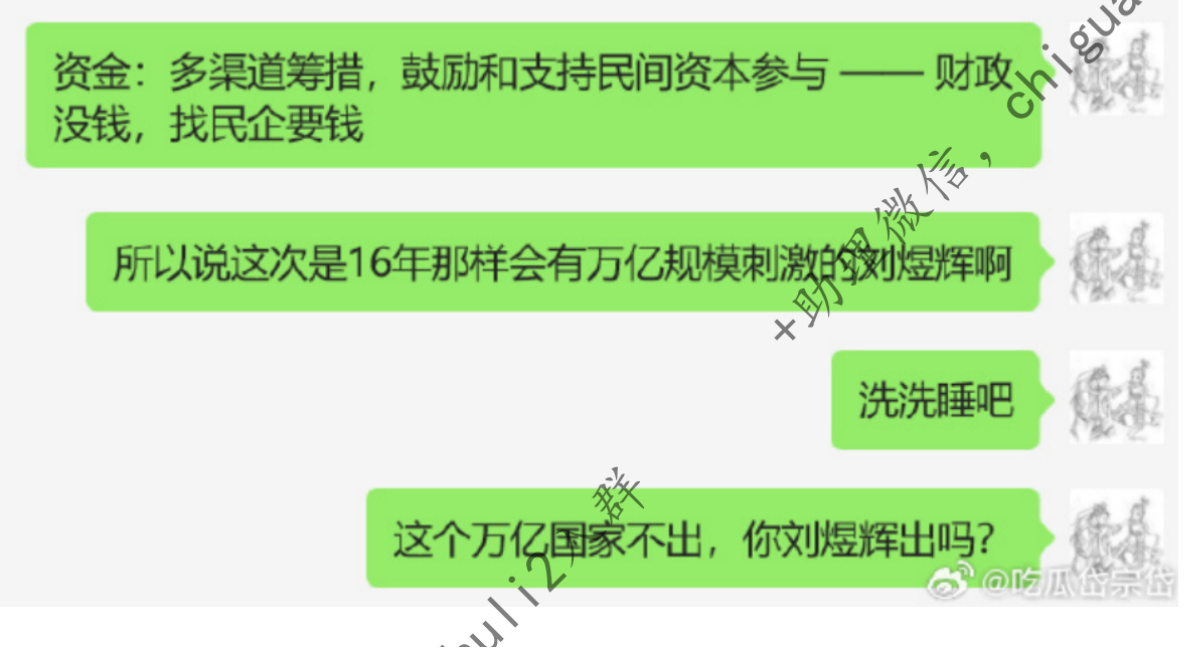 资金：多渠道筹措，鼓励和支持民间资本参与 —— 财政
没钱，找民企要钱
所以说这次是16年那样会有万亿规模刺激的刘煜辉啊
洗洗睡吧
这个万亿国家不出，你刘煜辉出吗？
@吃瓜岱宗岱
+助理微信，chigua